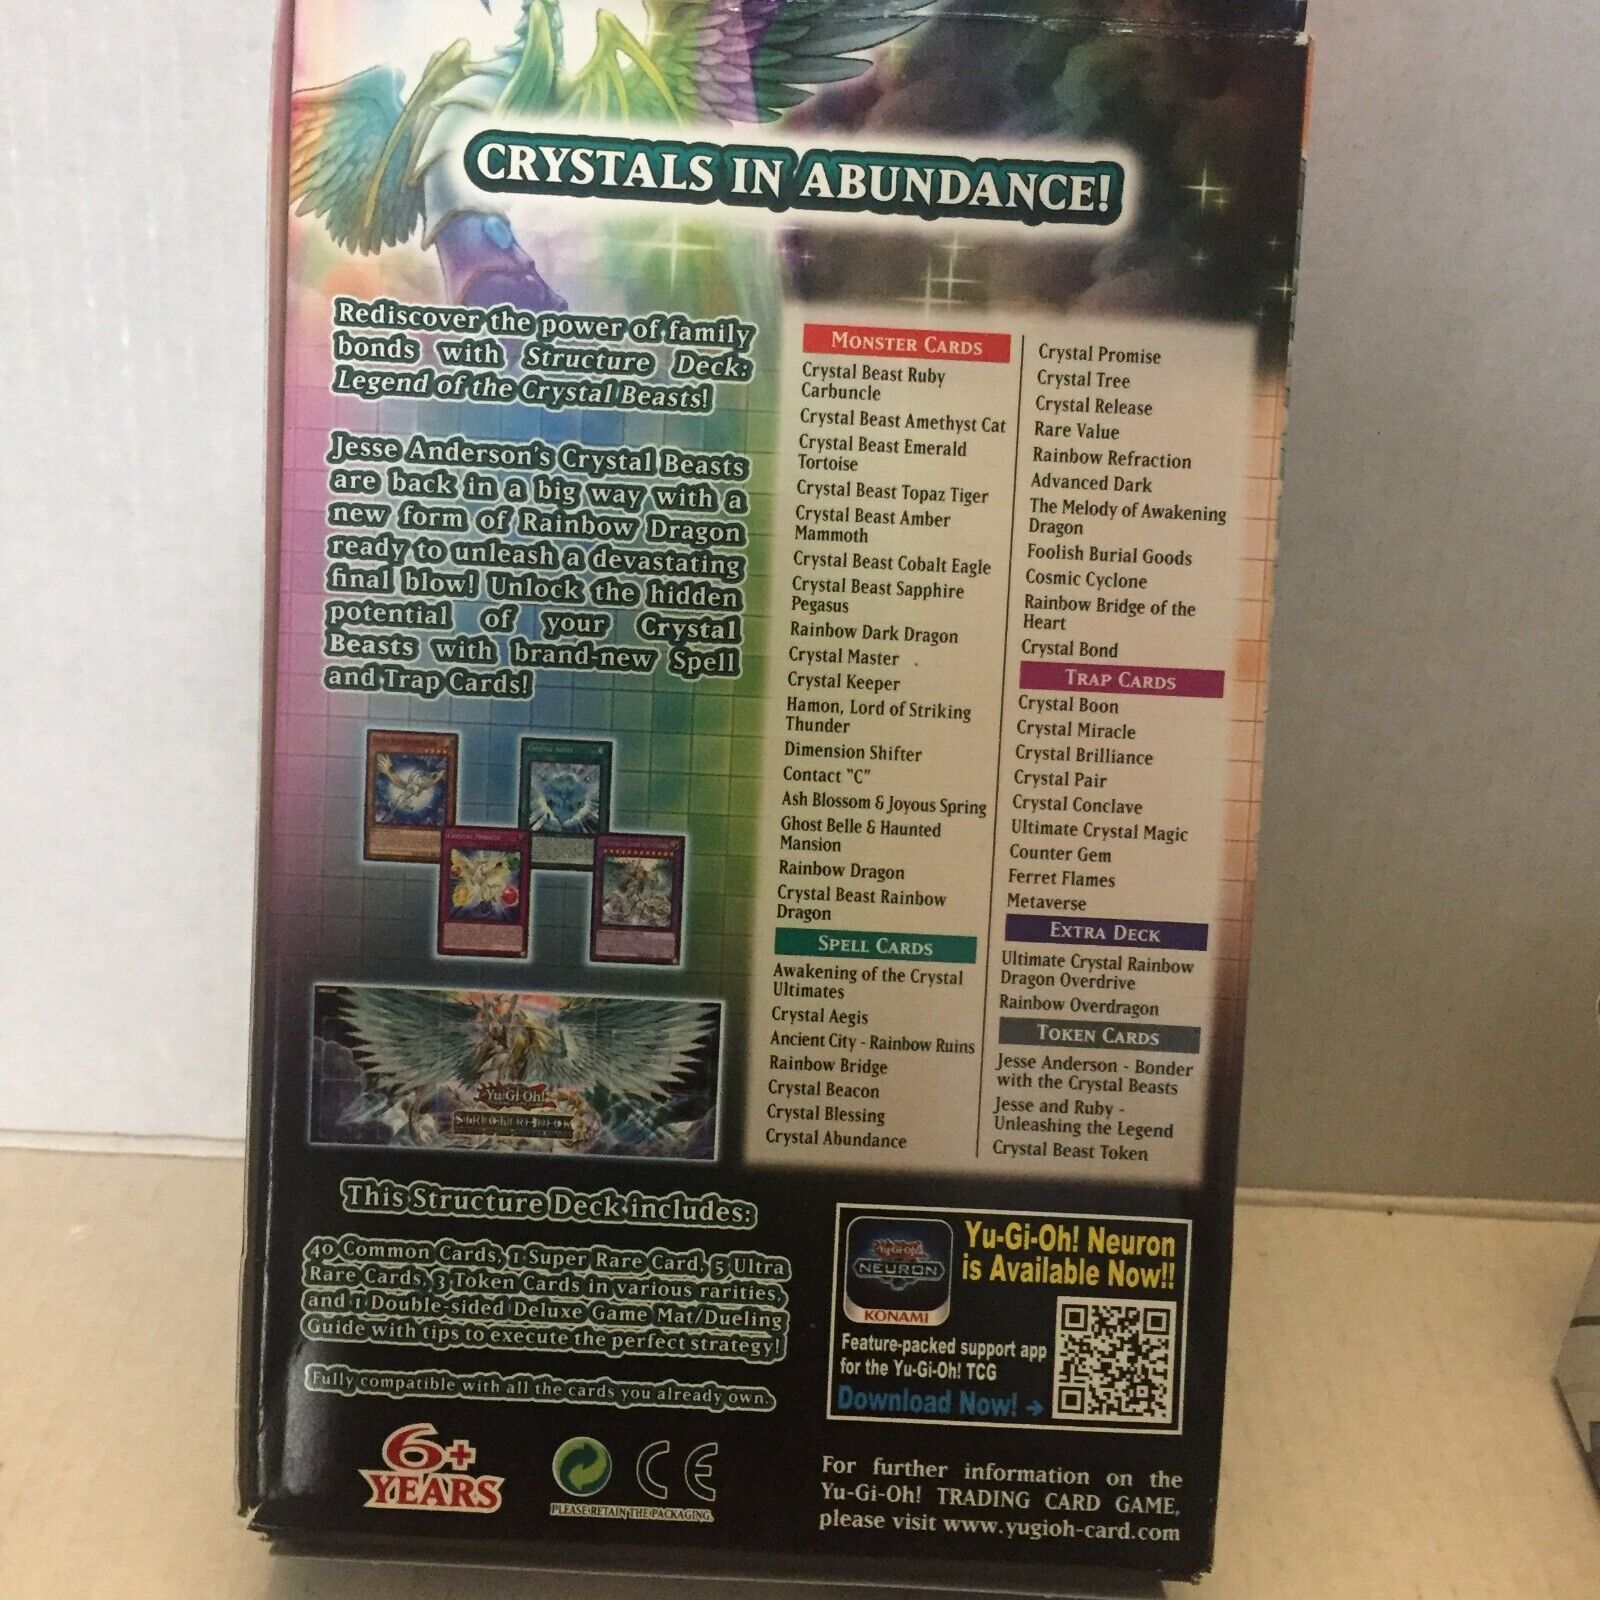 CRYSTALS IN ABUNDANCE!
Rediscover the power of family
bonds with Structure Deck:
Legend of the Crystal Beasts!
Jesse Anderson's Crystal Beasts
are back in a big way with a
new form of Rainbow Dragon
ready to unleash a devastating
final blow! Unlock the hidden
potential of your Crystal
Beasts with brand-new Spell
and Trap Cards!
MONSTER CARDS
Crystal Beast Ruby
Carbuncle
Crystal Beast Amethyst Cat
Crystal Beast Emerald
Tortoise
Crystal Beast Topaz Tiger
Crystal Beast Amber
Mammoth
Crystal Beast Cobalt Eagle
Crystal Beast Sapphire
Pegasus
Rainbow Dark Dragon
Crystal Master
Crystal Keeper
Hamon, Lord of Striking
Thunder
Dimension Shifter
Contact "C"
Ash Blossom & Joyous Spring
Ghost Belle & Haunted
Mansion
Rainbow Dragon
Crystal Beast Rainbow
Dragon
SPELL CARDS
Awakening of the Crystal
Ultimates
Crystal Aegis
Ancient City - Rainbow Ruins
Rainbow Bridge
Crystal Beacon
Crystal Blessing
Crystal Abundance
Crystal Promise
Crystal Tree
Crystal Release
Rare Value
Rainbow Refraction
Advanced Dark
The Melody of Awakening
Dragon
Foolish Burial Goods
Cosmic Cyclone
Rainbow Bridge of the
Heart
Crystal Bond
TRAP CARDS
Crystal Boon
Crystal Miracle
Crystal Brilliance
Crystal Pair
Crystal Conclave
Ultimate Crystal Magic
Counter Gem
Ferret Flames
Metaverse
EXTRA DECK
Ultimate Crystal Rainbow
Dragon Overdrive
Rainbow Overdragon
TOKEN CARDS
Jesse Anderson - Bonder
with the Crystal Beasts
Jesse and Ruby -
Unleashing the Legend
Crystal Beast Token
CRYSTAL AEGIS
CRYSTAL MIRACLE
Yu-Gi-Oh!
STRUCTURE DECK
This Structure Deck includes:
40 Common Cards, 1 Super Rare Card, 5 Ultra
Rare Cards, 3 Token Cards in various rarities,
and 1 Double-sided Deluxe Game Mat/Dueling
Guide with tips to execute the perfect strategy!
Fully compatible with all the cards you already own.
6+
YEARS
PLEASE RETAIN THE PACKAGING.
CE
Yu-Gi-Oh!
NEURON
KONAMI
Yu-Gi-Oh! Neuron
is Available Now!!
Feature-packed support app
for the Yu-Gi-Oh! TCG
Download Now! →
For further information on the
Yu-Gi-Oh! TRADING CARD GAME,
please visit www.yugioh-card.com